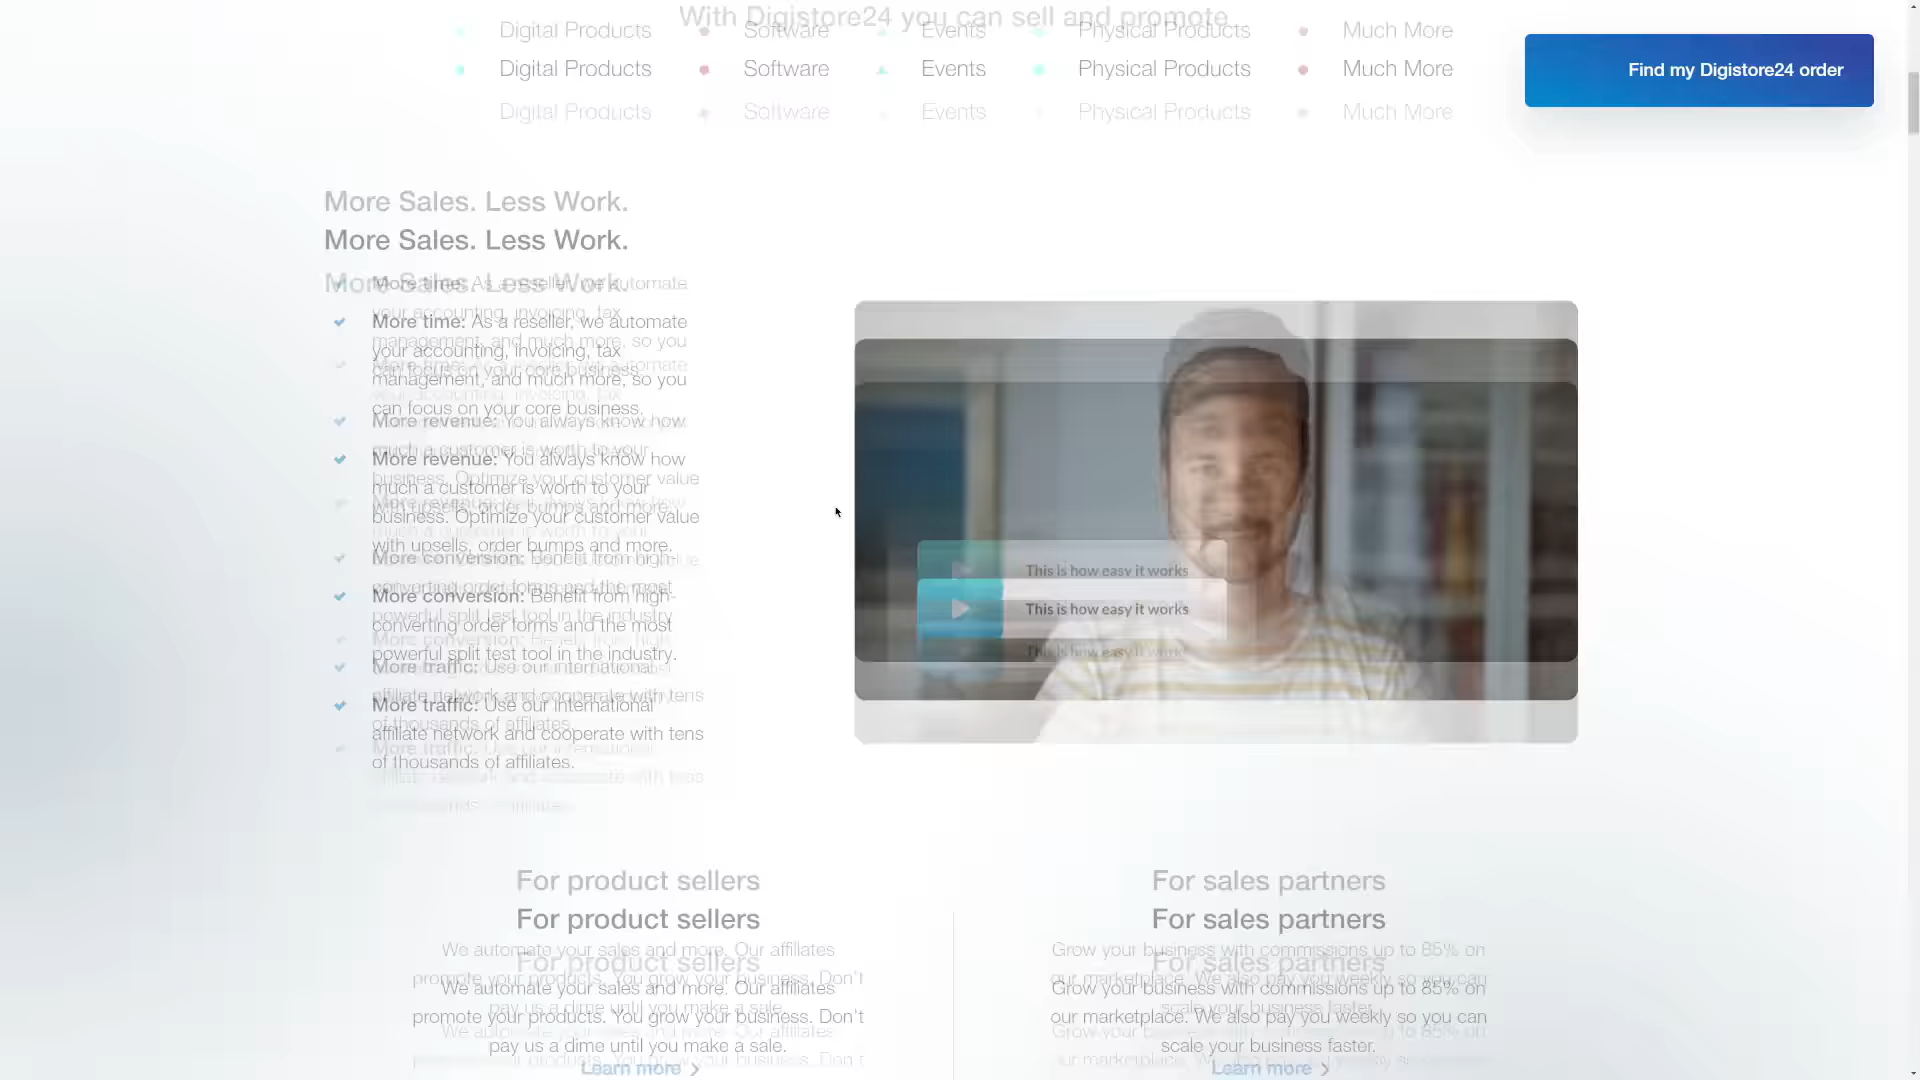 With Digistore24 you can sell and promote
Digital Products Software Events Physical Products Much More
Find my Digistore24 order
More Sales. Less Work.
More time: As a reseller, we automate
your accounting, invoicing, tax
management, and much more, so you
can focus on your core business.
More revenue: You always know how
much a customer is worth to your
business. Optimize your customer value
with upsells, order bumps and more.
More conversion: Benefit from high-
converting order forms and the most
powerful split test tool in the industry.
More traffic: Use our international
affiliate network and cooperate with tens
of thousands of affiliates.
This is how easy it works
For product sellers
We automate your sales and more. Our affiliates
promote your products. You grow your business. Don't
pay us a dime until you make a sale.
Learn more
For sales partners
Grow your business with commissions up to 85% on
our marketplace. We also pay you weekly so you can
scale your business faster.
Learn more